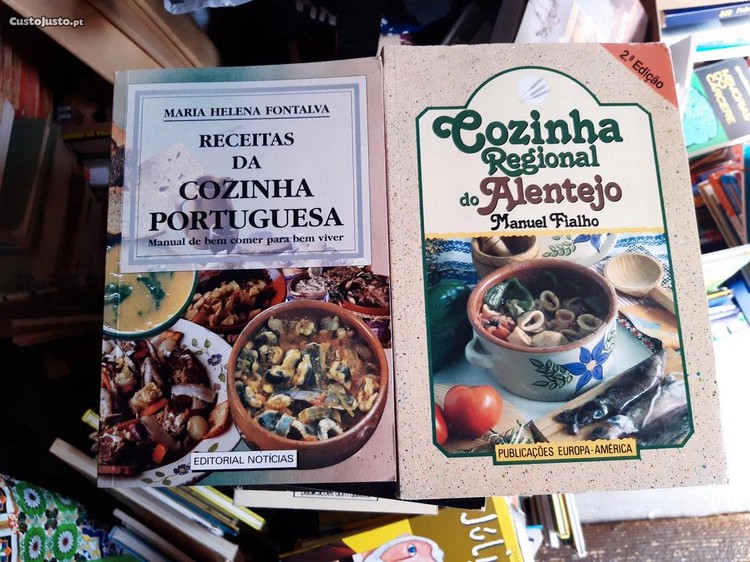 CustoJusto.pt
MARIA HELENA FONTALVA
RECEITAS
DA
COZINHA
PORTUGUESA
Manual de bem comer para bem viver
EDITORIAL NOTÍCIAS
2.ª Edição
Cozinha
Regional
do Alentejo
Manuel Fialho
PUBLICAÇÕES EUROPA-AMÉRICA